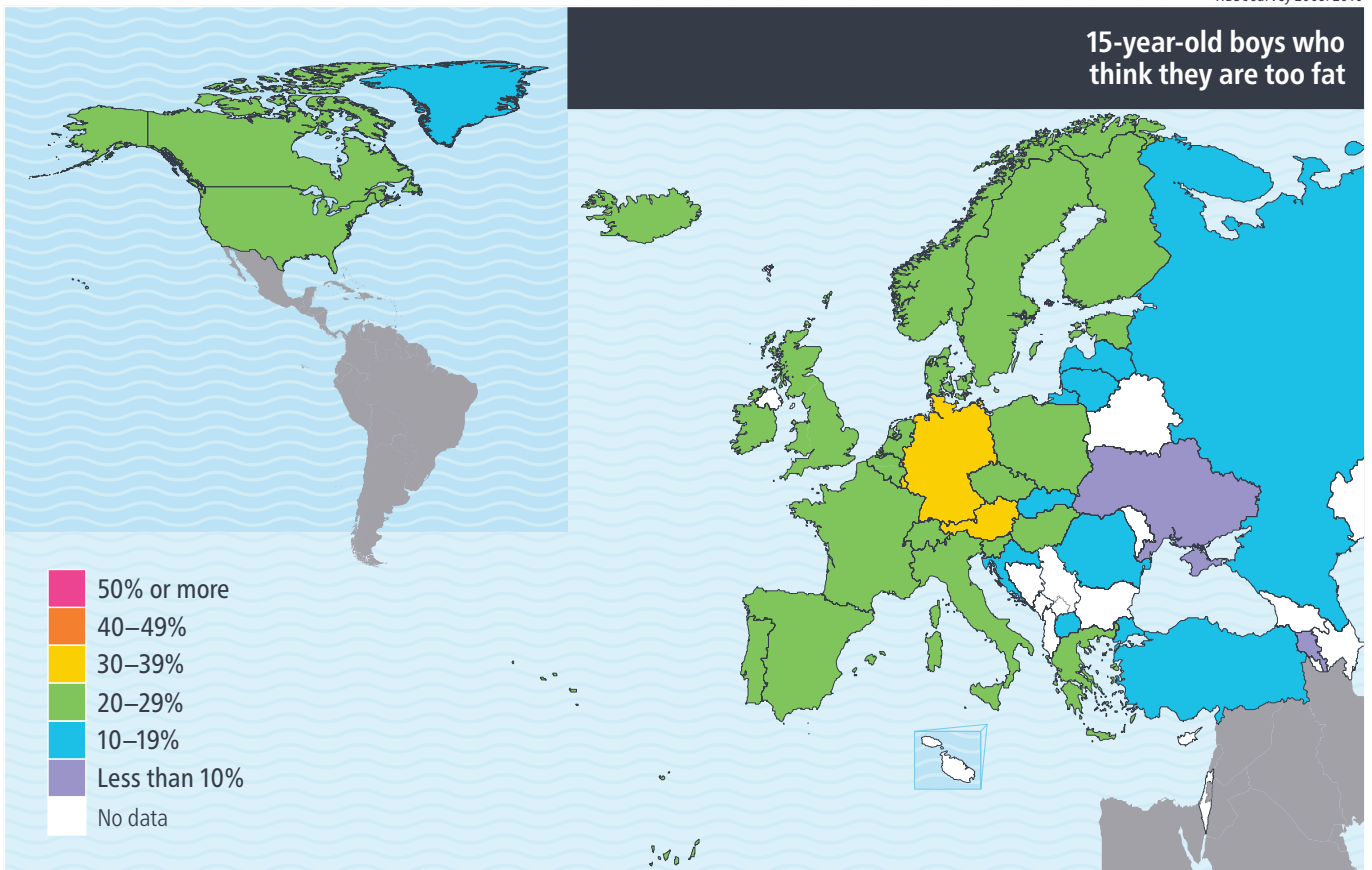 15-year-old boys who
think they are too fat
50% or more
40–49%
30–39%
20–29%
10–19%
Less than 10%
No data